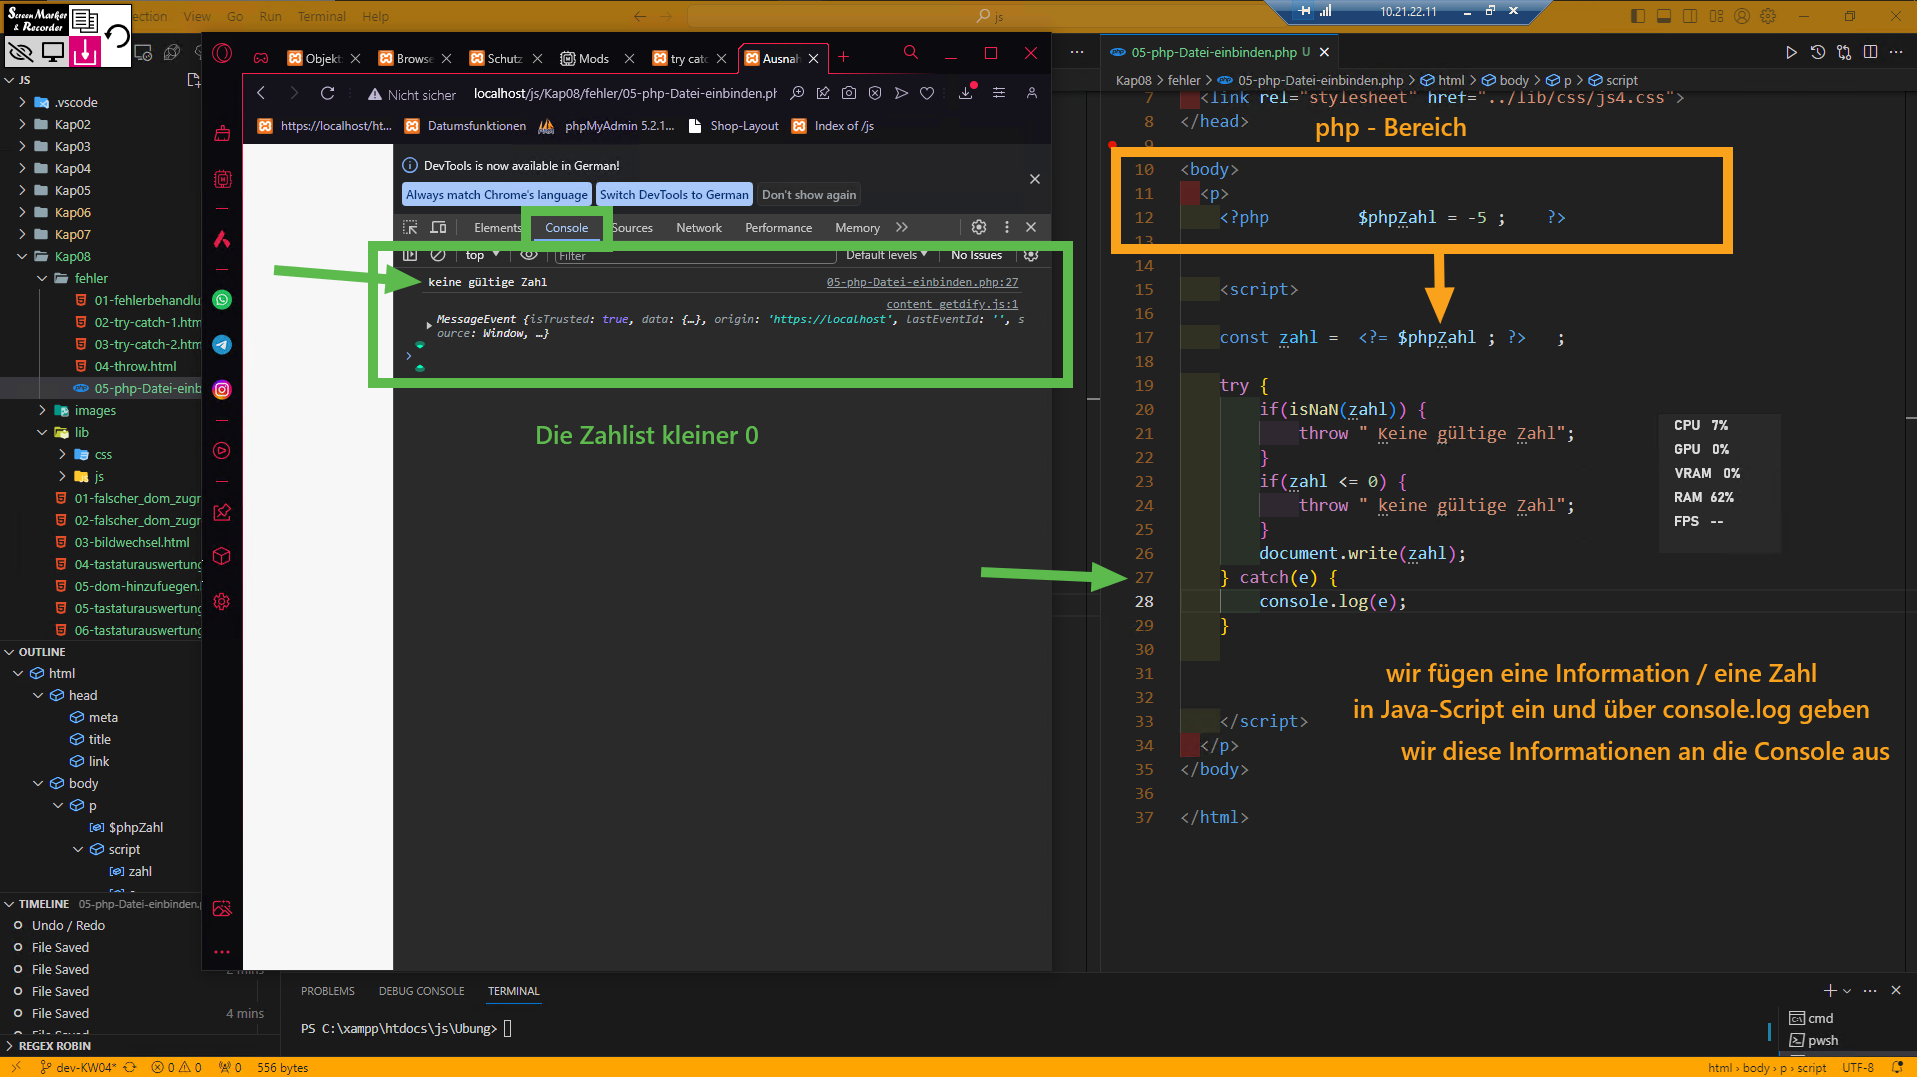 Screen Marker
& Recorder
ection View Go Run Terminal Help
js
10.21.22.11
JS
.vscode
Kap02
Kap03
Kap04
Kap05
Kap06
Kap07
Kap08
fehler
01-fehlerbehandlu
02-try-catch-1.htm
03-try-catch-2.htm
04-throw.html
05-php-Datei-einb
images
lib
css
js
01-falscher_dom_zugr
02-falscher_dom_zugr
03-bildwechsel.html
04-tastaturauswertung
05-dom-hinzufuegen.
05-tastaturauswertung
06-tastaturauswertung
OUTLINE
html
head
meta
title
link
body
p
$phpZahl
script
zahl
TIMELINE 05-php-Datei-einbinden.p
Undo / Redo
File Saved
File Saved
File Saved
File Saved 4 mins
REGEX ROBIN
Objekt
Browse
Schutz
Mods
try cat
Ausnah
Nicht sicher localhost/js/Kap08/fehler/05-php-Datei-einbinden.ph
https://localhost/ht... Datumsfunktionen phpMyAdmin 5.2.1... Shop-Layout Index of /js
DevTools is now available in German!
Always match Chrome's language Switch DevTools to German Don't show again
Elements Console Sources Network Performance Memory
top Filter Default levels No Issues
keine gültige Zahl 05-php-Datei-einbinden.php:27
content getdify.js:1
MessageEvent {isTrusted: true, data: {…}, origin: 'https://localhost', lastEventId: '', s
ource: Window, …}
Die Zahlist kleiner 0
05-php-Datei-einbinden.php U
Kap08 > fehler > 05-php-Datei-einbinden.php > html > body > p > script
7 <link rel="stylesheet" href="../lib/css/js4.css">
8 </head>
php - Bereich
9
10 <body>
11 <p>
12 <?php $phpZahl = -5 ; ?>
13
14
15 <script>
16
17 const zahl = <?= $phpZahl ; ?> ;
18
19 try {
20 if(isNaN(zahl)) {
21 throw " Keine gültige Zahl";
22 }
23 if(zahl <= 0) {
24 throw " keine gültige Zahl";
25 }
26 document.write(zahl);
27 } catch(e) {
28 console.log(e);
29 }
30
31
32
33 </script>
34 </p>
35 </body>
36
37 </html>
CPU 7%
GPU 0%
VRAM 0%
RAM 62%
FPS --
wir fügen eine Information / eine Zahl
in Java-Script ein und über console.log geben
wir diese Informationen an die Console aus
PROBLEMS DEBUG CONSOLE TERMINAL
PS C:\xampp\htdocs\js\Ubung>
cmd
pwsh
dev-KW04* 0 0 0 556 bytes
html > body > p > script UTF-8